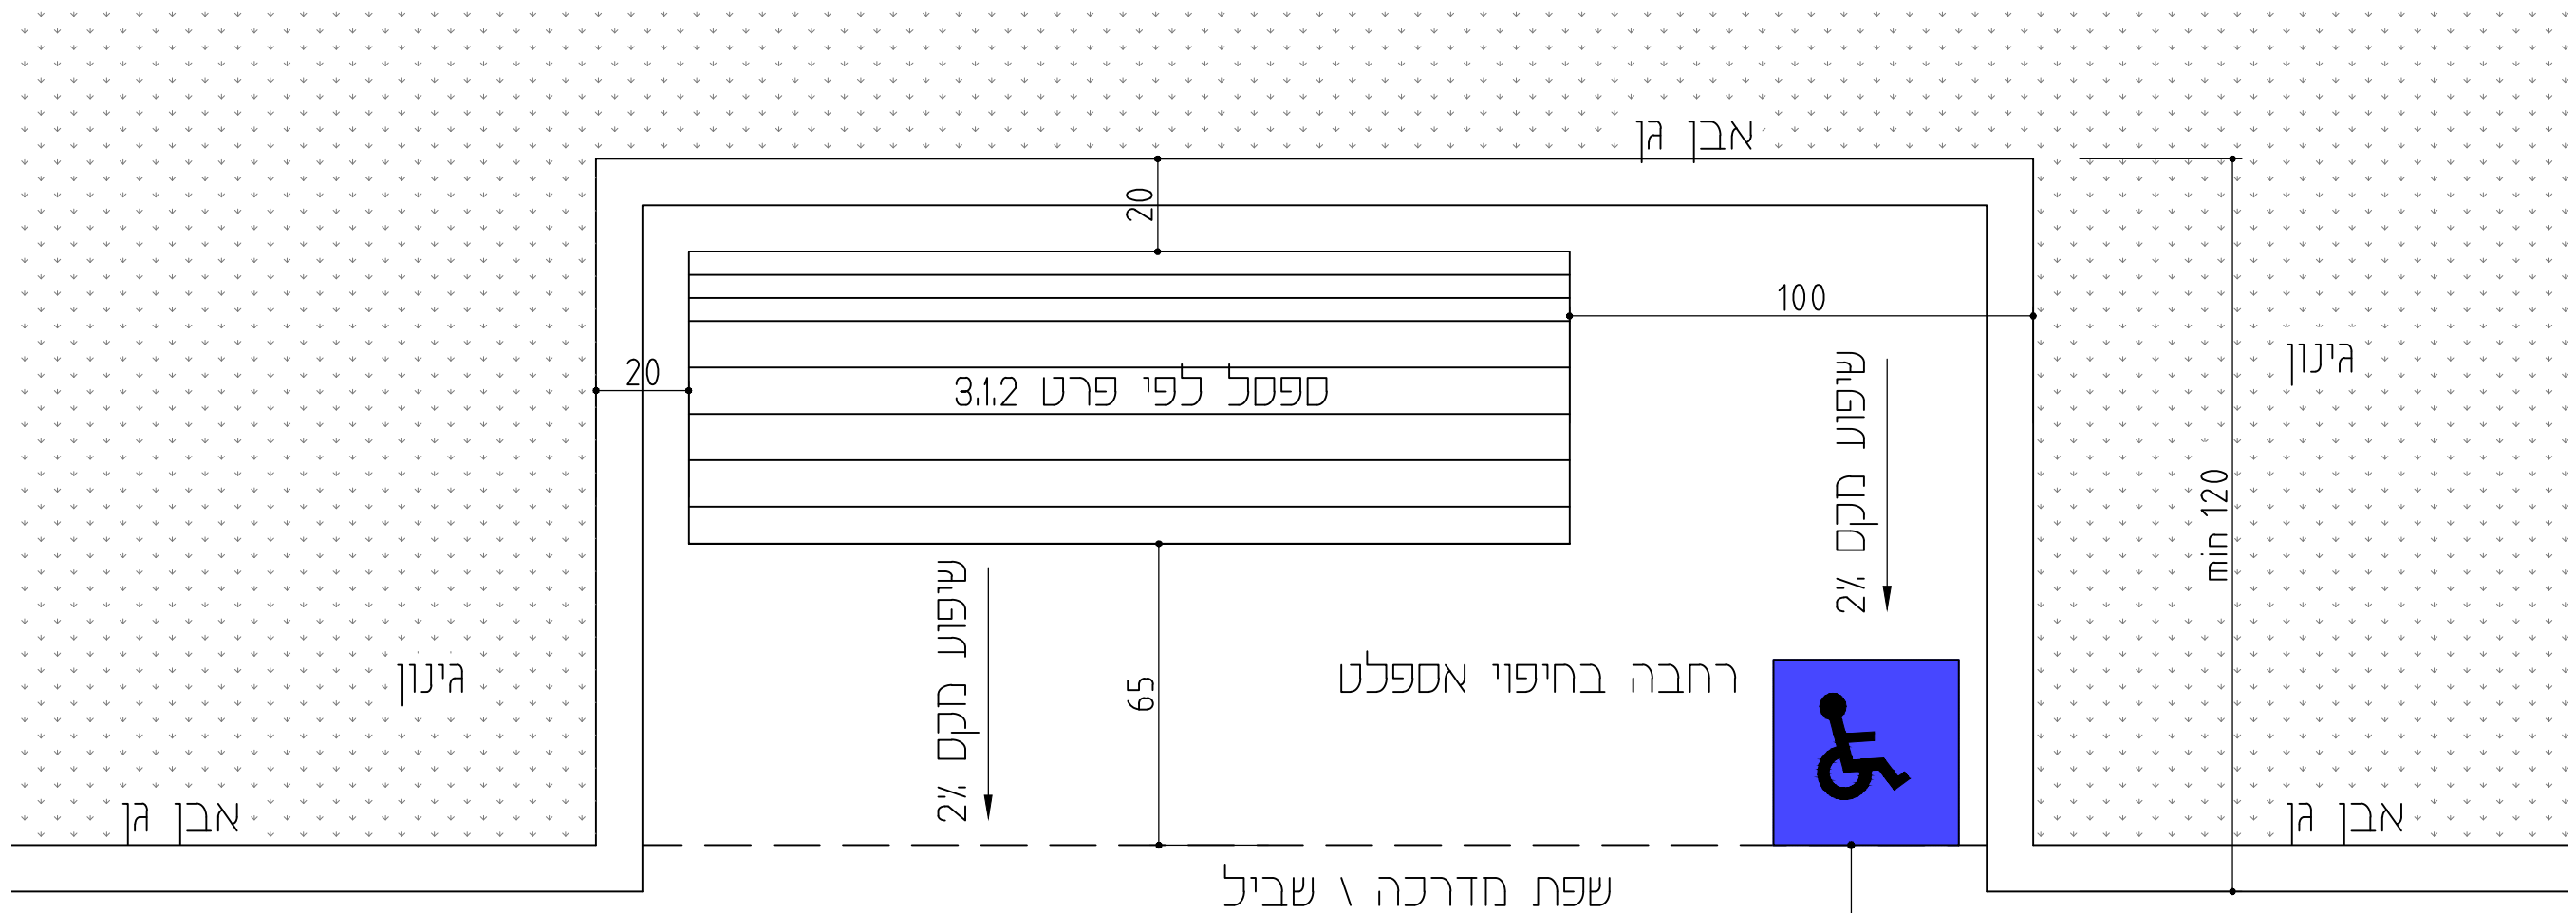 אבן גן
20
100
גינון
20
ספסל לפי פרט 3.1.2
שיפוע מקס 2%
min 120
שיפוע מקס 2%
רחבה בחיפוי אספלט
גינון
65
אבן גן
אבן גן
שפת מדרכה \ שביל